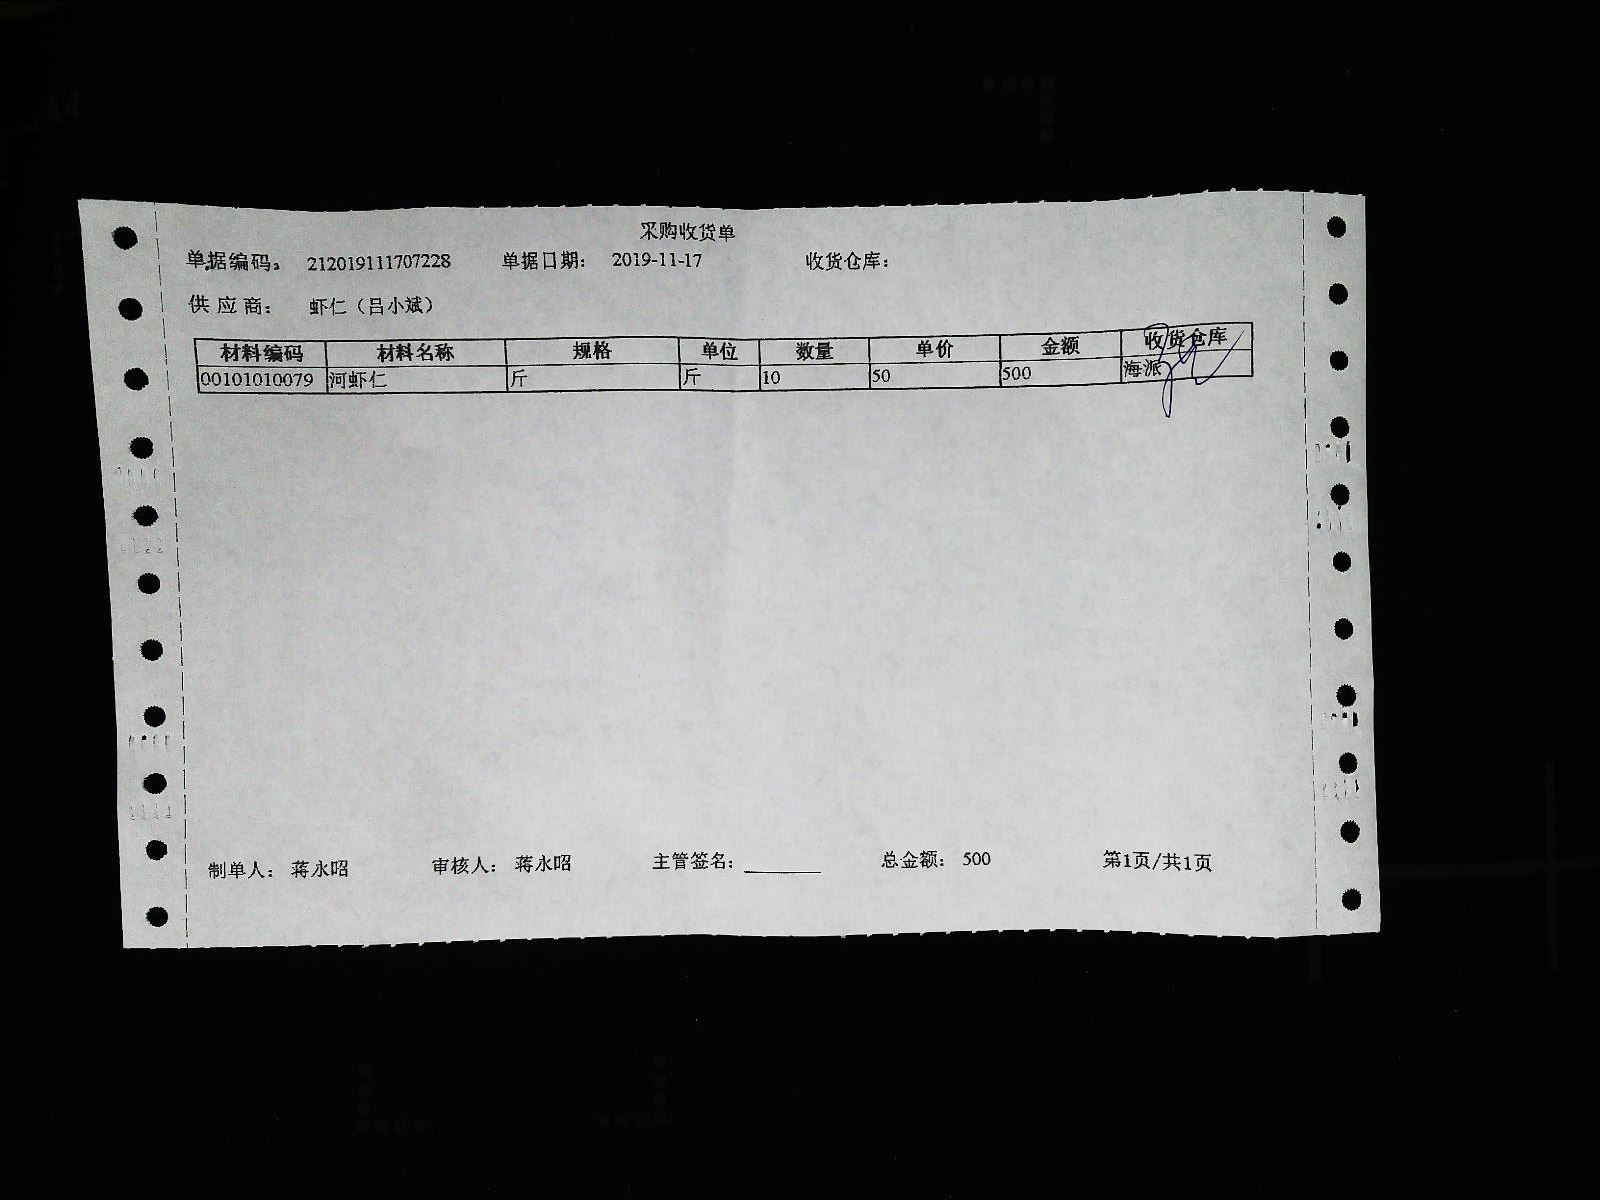 采购收货单
单据编码: 212019111707228 单据日期: 2019-11-17 收货仓库:
供应商: 虾仁（吕小斌）
材料编码 材料名称 规格 单位 数量 单价 金额 收货仓库
00101010079 河虾仁 斤 斤 10 50 500 海派
制单人: 蒋永昭 审核人: 蒋永昭 主管签名: 总金额: 500 第1页/共1页